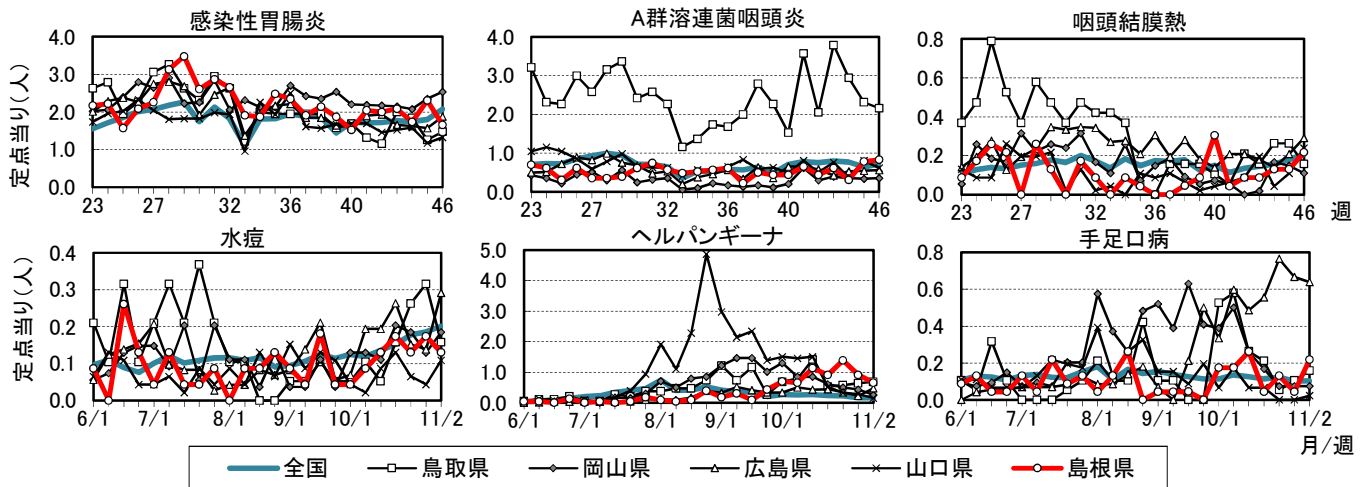 感染性胃腸炎
A群溶連菌咽頭炎
咽頭結膜熱
定点当り(人)
4.0
3.0
2.0
1.0
0.0
23 27 32 36 40 46
4.0
3.0
2.0
1.0
0.0
23 27 32 36 40 46
0.8
0.6
0.4
0.2
0.0
23 27 32 36 40 46 週
水痘
ヘルパンギーナ
手足口病
定点当り(人)
0.4
0.3
0.2
0.1
0.0
6/1 7/1 8/1 9/1 10/1 11/2
5.0
4.0
3.0
2.0
1.0
0.0
6/1 7/1 8/1 9/1 10/1 11/2
0.8
0.6
0.4
0.2
0.0
6/1 7/1 8/1 9/1 10/1 11/2
月/週
全国 鳥取県 岡山県 広島県 山口県 島根県